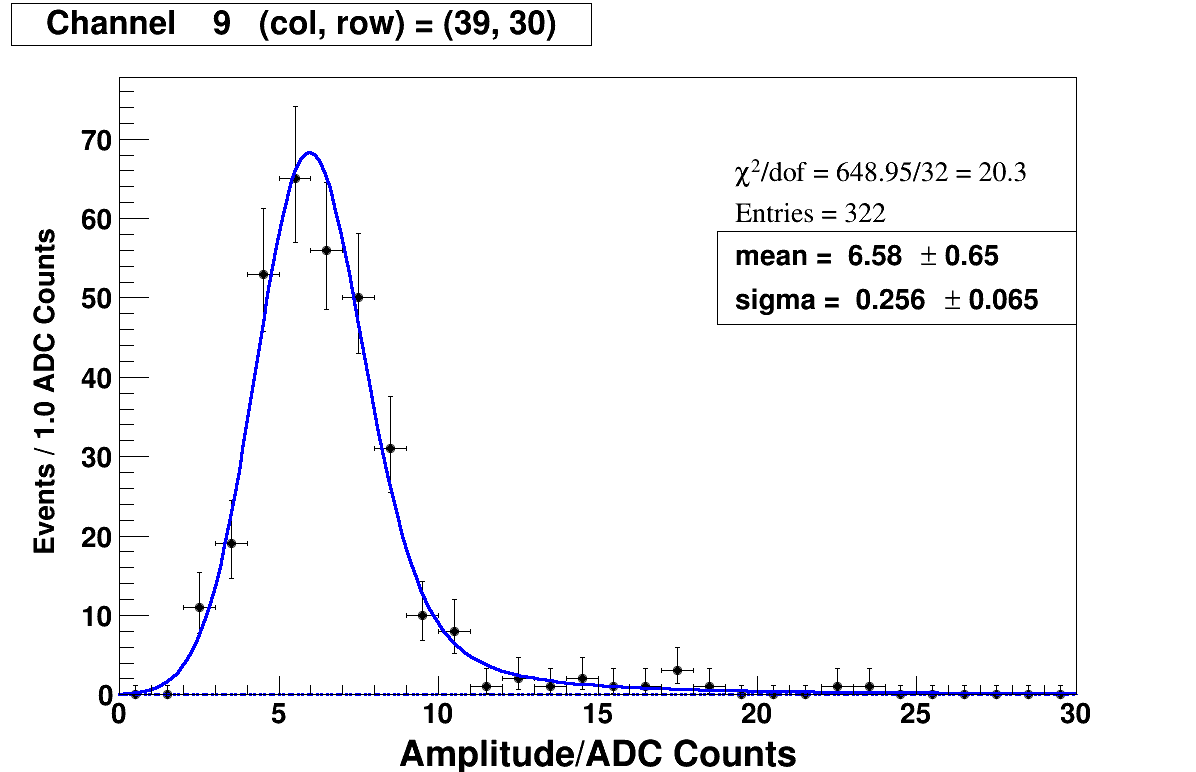 Channel 9 (col, row) = (39, 30)
χ²/dof = 648.95/32 = 20.3
Entries = 322
mean = 6.58 ± 0.65
sigma = 0.256 ± 0.065
Events / 1.0 ADC Counts
70
60
50
40
30
20
10
0
0 5 10 15 20 25 30
Amplitude/ADC Counts